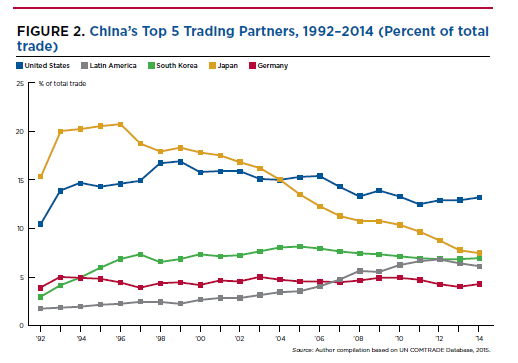 FIGURE 2. China's Top 5 Trading Partners, 1992–2014 (Percent of total
trade)
United States Latin America South Korea Japan Germany
25 % of total trade
20
15
10
5
0
'92 '94 '96 '98 '00 '02 '04 '06 '08 '10 '12 '14
Source: Author compilation based on UN COMTRADE Database, 2015.